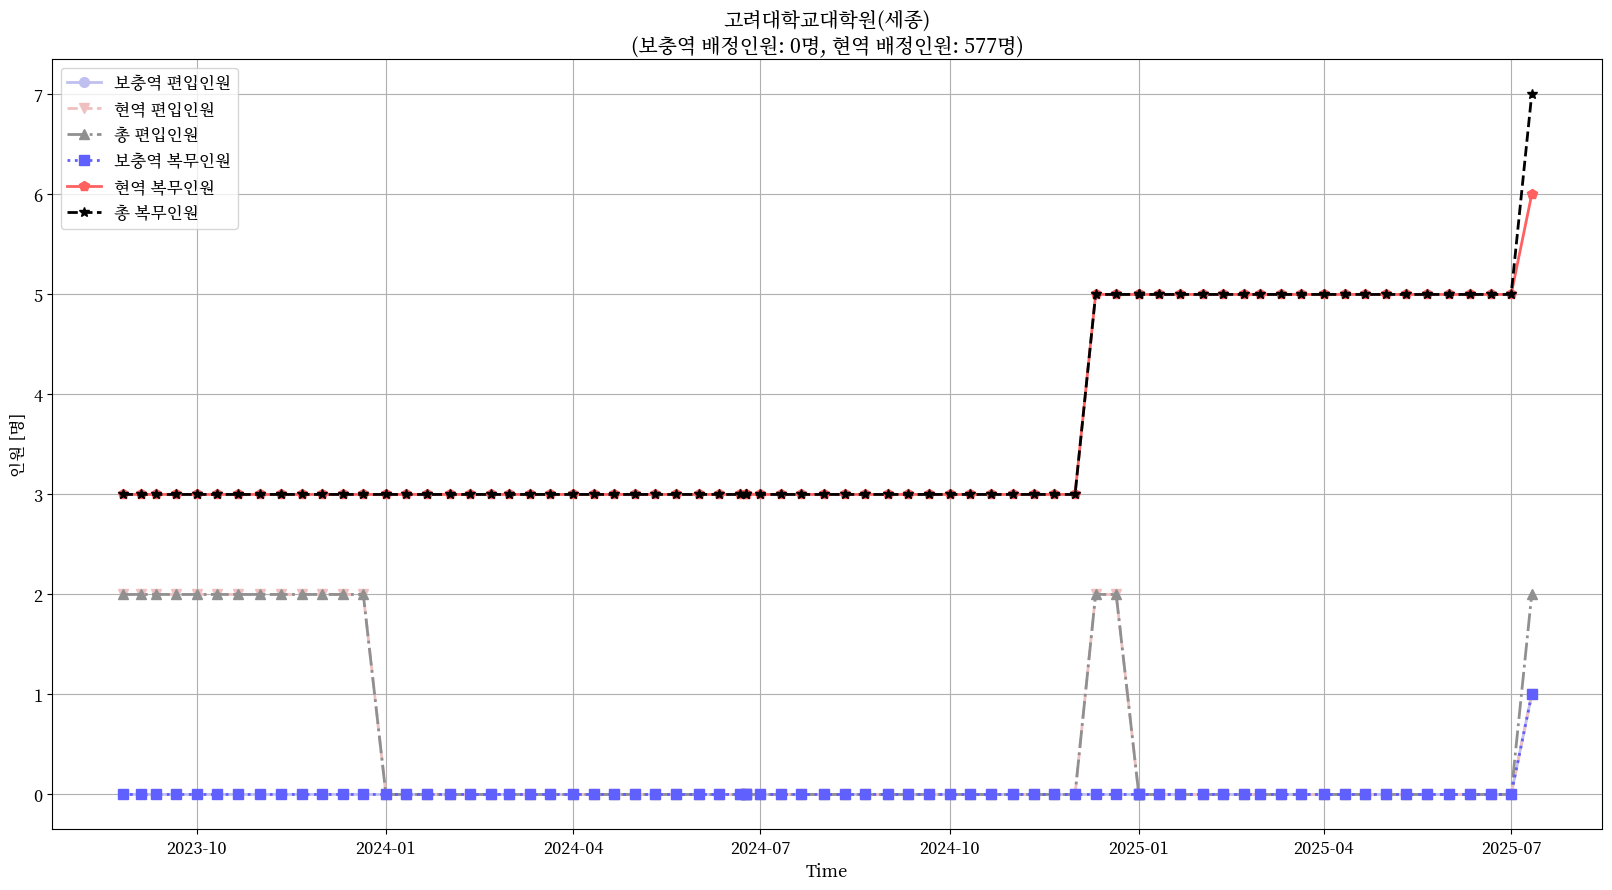 고려대학교대학원(세종)
(보충역 배정인원: 0명, 현역 배정인원: 577명)
보충역 편입인원
현역 편입인원
총 편입인원
보충역 복무인원
현역 복무인원
총 복무인원
인원 [명]
7
6
5
4
3
2
1
0
2023-10
2024-01
2024-04
2024-07
2024-10
2025-01
2025-04
2025-07
Time